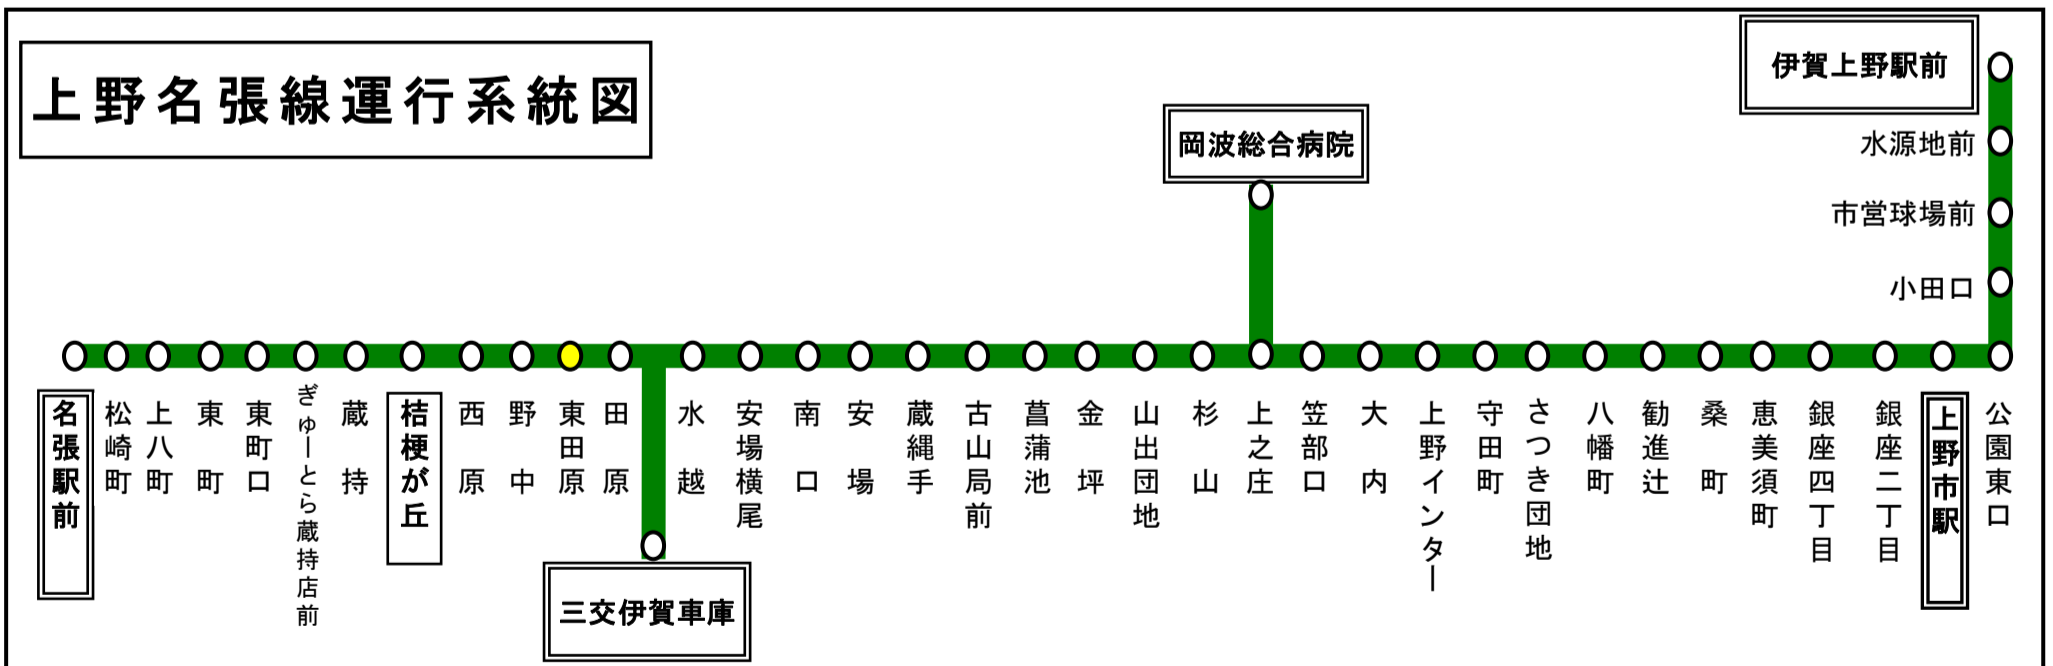 上野名張線運行系統図
伊賀上野駅前
岡波総合病院
水源地前
市営球場前
小田口
名張駅前
松崎町
上八町
東町
東町口
ぎゅーとら蔵持店前
蔵持
桔梗が丘
西原
野中
東田原
田原
水越
安場横尾
南口
安場
蔵縄手
古山局前
菖蒲池
金坪
山出団地
杉山
上之庄
笠部口
大内
上野インター
守田町
さつき団地
八幡町
勧進辻
桑町
恵美須町
銀座四丁目
銀座二丁目
上野市駅
公園東口
三交伊賀車庫